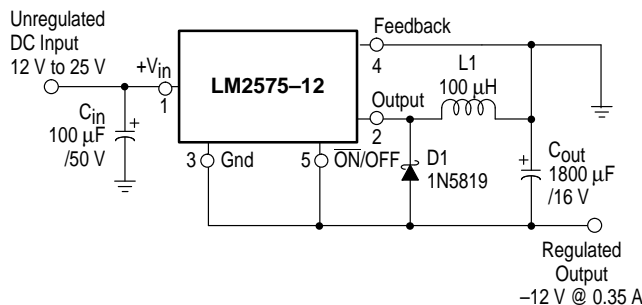 Unregulated
DC Input
12 V to 25 V
+Vin
1
Cin
100 μF
/50 V
+
LM2575–12
Feedback
4
Output
2
3
Gnd
5
ON/OFF
L1
100 μH
D1
1N5819
+
Cout
1800 μF
/16 V
Regulated
Output
–12 V @ 0.35 A